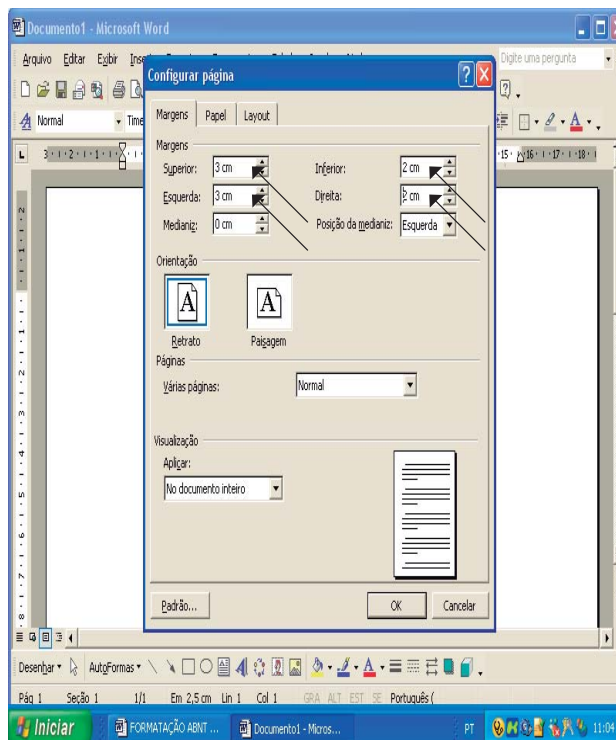 Documento1 - Microsoft Word
Arquivo Editar Exibir
Digite uma pergunta
Configurar página
Normal
Margens Papel Layout
Margens
Superior: 3 cm Inferior: 2 cm
Esquerda: 3 cm Direita: 2 cm
Medianiz: 0 cm Posição da medianiz: Esquerda
Orientação
A A
Retrato Paisagem
Páginas
Várias páginas: Normal
Visualização
Aplicar:
No documento inteiro
Padrão... OK Cancelar
Desenhar AutoFormas
Pág 1 Seção 1 1/1 Em 2,5 cm Lin 1 Col 1 GRA ALT EST SE Português (
Iniciar FORMATAÇÃO ABNT ... Documento1 - Micros... PT 11:04